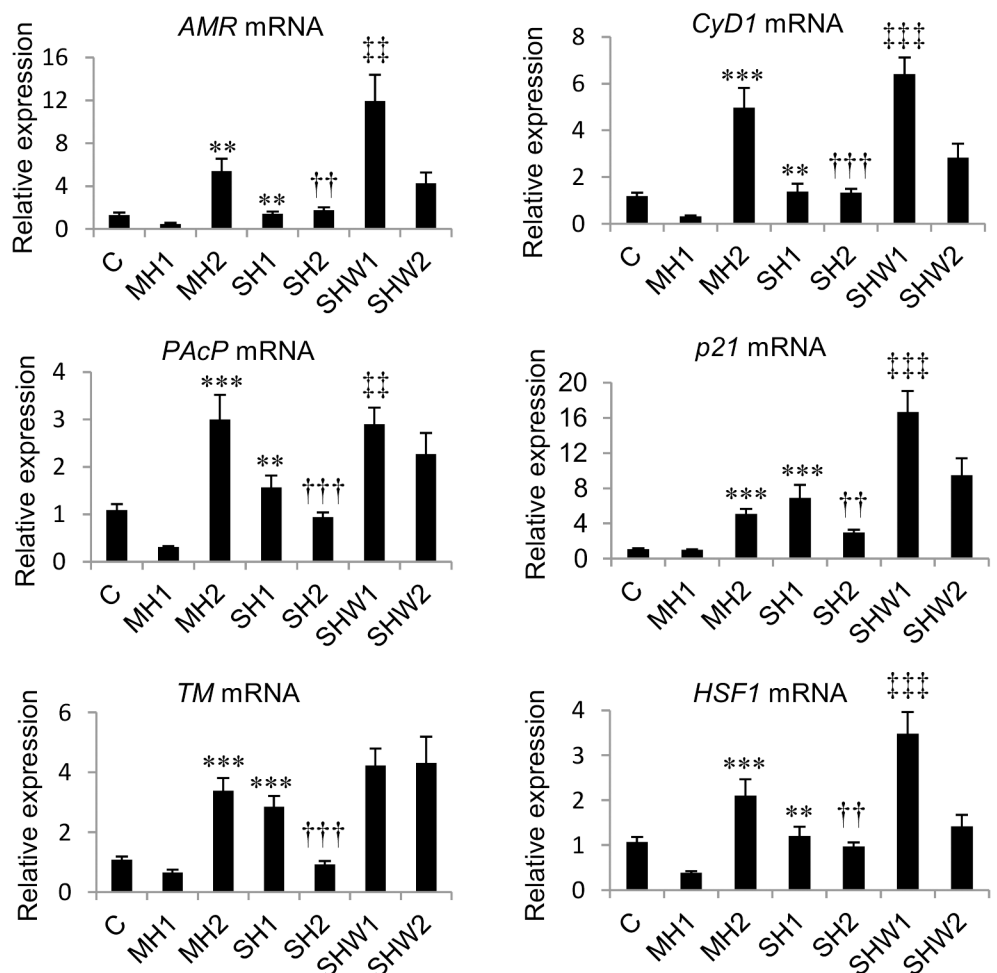 AMR mRNA
Relative expression
16
12
8
4
0
**
**
††
‡‡
C
MH1
MH2
SH1
SH2
SHW1
SHW2
CyD1 mRNA
Relative expression
8
6
4
2
0
***
**
†††
‡‡‡
C
MH1
MH2
SH1
SH2
SHW1
SHW2
PAcP mRNA
Relative expression
4
3
2
1
0
***
**
†††
‡‡
C
MH1
MH2
SH1
SH2
SHW1
SHW2
p21 mRNA
Relative expression
20
16
12
8
4
0
***
***
††
‡‡‡
C
MH1
MH2
SH1
SH2
SHW1
SHW2
TM mRNA
Relative expression
6
4
2
0
***
***
†††
C
MH1
MH2
SH1
SH2
SHW1
SHW2
HSF1 mRNA
Relative expression
4
3
2
1
0
***
**
††
‡‡‡
C
MH1
MH2
SH1
SH2
SHW1
SHW2